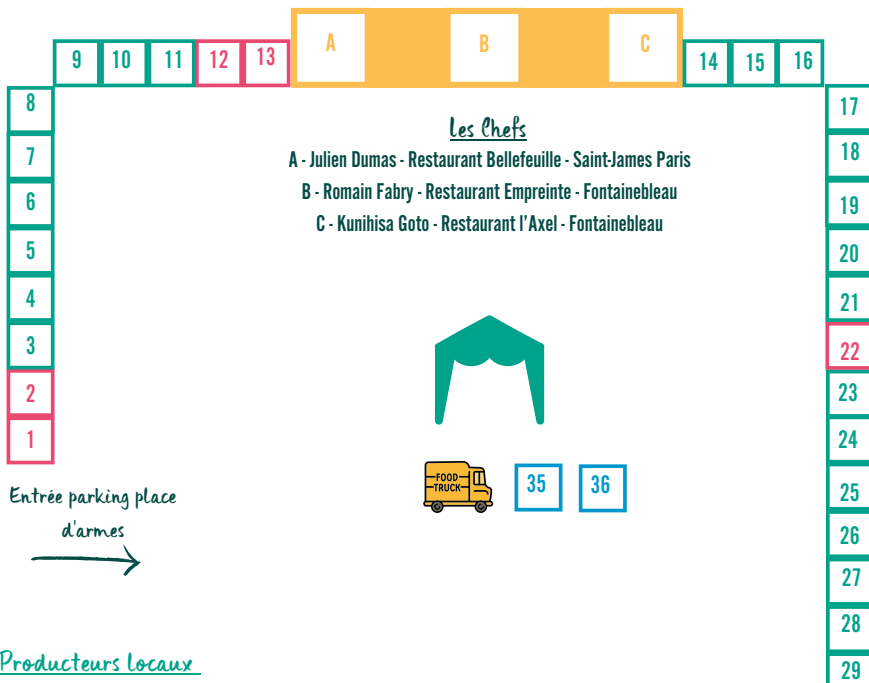 A B C
9 10 11 12 13 14 15 16
8 17
Les Chefs
7 18
A - Julien Dumas - Restaurant Bellefeuille - Saint-James Paris
B - Romain Fabry - Restaurant Empreinte - Fontainebleau
6 19
C - Kunihisa Goto - Restaurant l'Axel - Fontainebleau
5 20
4 21
3 22
2 23
1 24
FOOD
TRUCK
35 36
25
Entrée parking place
d'armes
26
27
28
Producteurs locaux
29